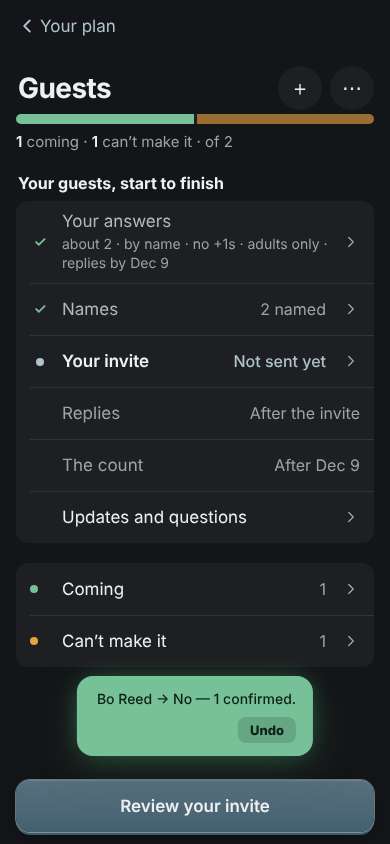 Your plan
Guests
+ ···
1 coming · 1 can’t make it · of 2
Your guests, start to finish
Your answers
about 2 · by name · no +1s · adults only ·
replies by Dec 9
Names 2 named
Your invite Not sent yet
Replies After the invite
The count After Dec 9
Updates and questions
Coming 1
Can’t make it 1
Bo Reed → No — 1 confirmed.
Undo
Review your invite